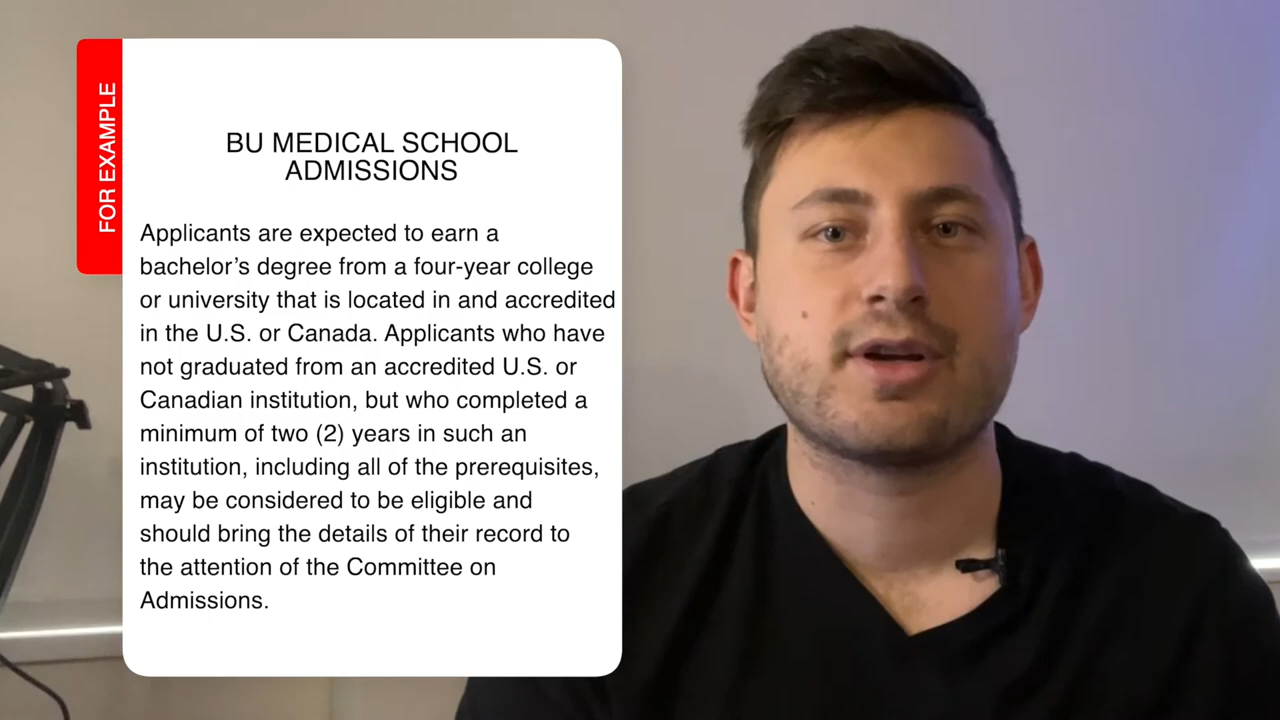 FOR EXAMPLE
BU MEDICAL SCHOOL
ADMISSIONS
Applicants are expected to earn a
bachelor’s degree from a four-year college
or university that is located in and accredited
in the U.S. or Canada. Applicants who have
not graduated from an accredited U.S. or
Canadian institution, but who completed a
minimum of two (2) years in such an
institution, including all of the prerequisites,
may be considered to be eligible and
should bring the details of their record to
the attention of the Committee on
Admissions.